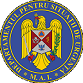 DEPARTAMENTUL PENTRU SITUAȚII DE URGENȚĂ
M.A.I.